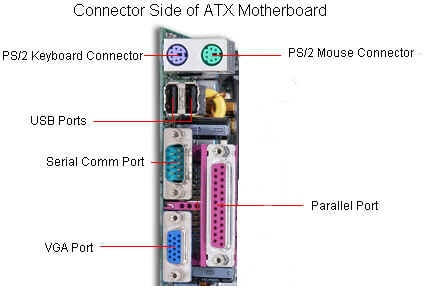 Connector Side of ATX Motherboard
PS/2 Keyboard Connector
PS/2 Mouse Connector
USB Ports
Serial Comm Port
Parallel Port
VGA Port